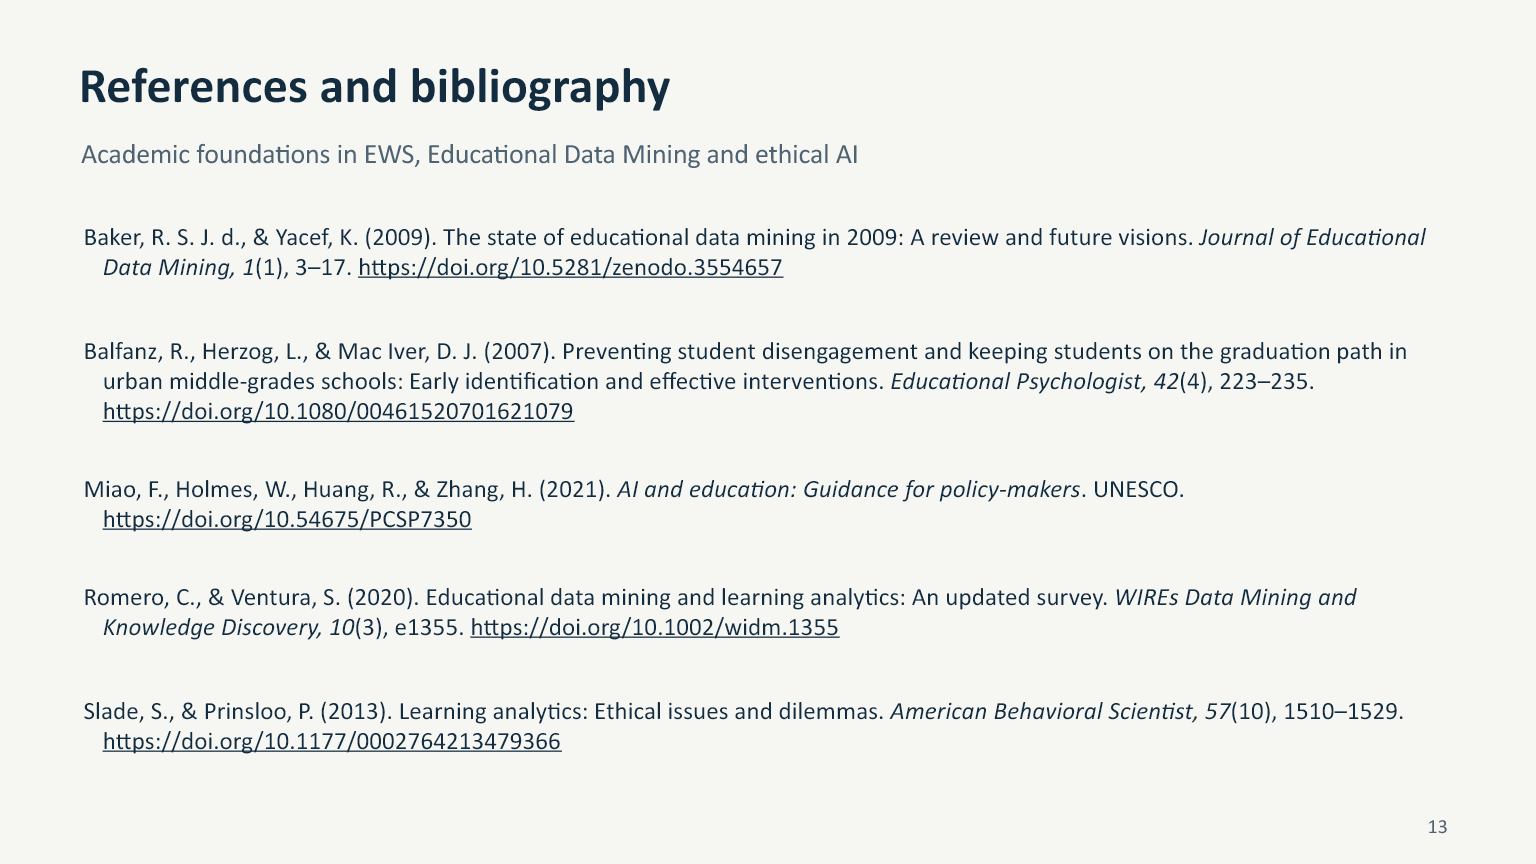 References and bibliography
Academic foundations in EWS, Educational Data Mining and ethical AI
Baker, R. S. J. d., & Yacef, K. (2009). The state of educational data mining in 2009: A review and future visions. Journal of Educational
Data Mining, 1(1), 3–17. https://doi.org/10.5281/zenodo.3554657
Balfanz, R., Herzog, L., & Mac Iver, D. J. (2007). Preventing student disengagement and keeping students on the graduation path in
urban middle-grades schools: Early identification and effective interventions. Educational Psychologist, 42(4), 223–235.
https://doi.org/10.1080/00461520701621079
Miao, F., Holmes, W., Huang, R., & Zhang, H. (2021). AI and education: Guidance for policy-makers. UNESCO.
https://doi.org/10.54675/PCSP7350
Romero, C., & Ventura, S. (2020). Educational data mining and learning analytics: An updated survey. WIREs Data Mining and
Knowledge Discovery, 10(3), e1355. https://doi.org/10.1002/widm.1355
Slade, S., & Prinsloo, P. (2013). Learning analytics: Ethical issues and dilemmas. American Behavioral Scientist, 57(10), 1510–1529.
https://doi.org/10.1177/0002764213479366
13